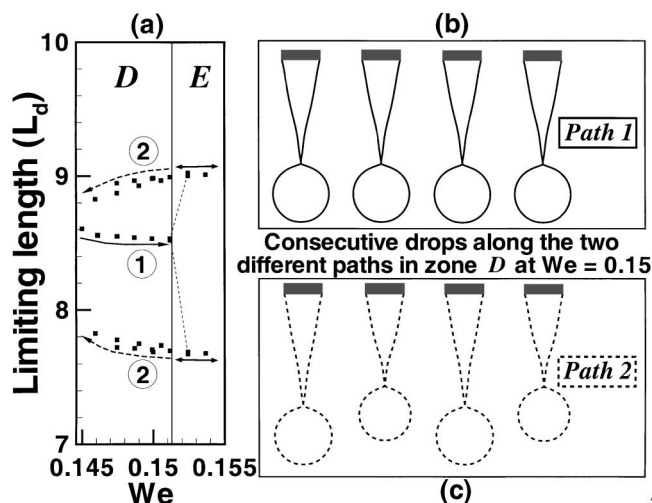 (a)
10
9
8
7
Limiting length (L_d)
D E
2
1
2
0.145 0.15 0.155
We
(b)
Path 1
Consecutive drops along the two
different paths in zone D at We = 0.15
Path 2
(c)